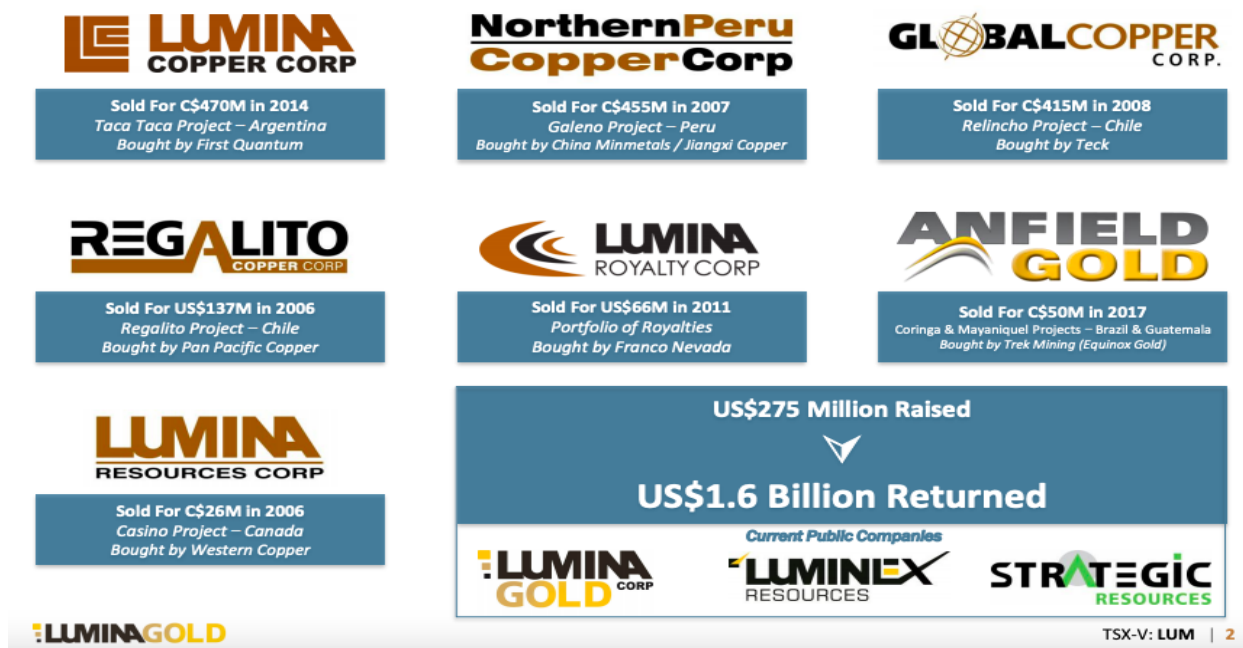 LUMINA
COPPER CORP
Sold For C$470M in 2014
Taca Taca Project – Argentina
Bought by First Quantum
NorthernPeru
CopperCorp
Sold For C$455M in 2007
Galeno Project – Peru
Bought by China Minmetals / Jiangxi Copper
GLOBALCOPPER
CORP.
Sold For C$415M in 2008
Relincho Project – Chile
Bought by Teck
REGALITO
COPPER CORP
Sold For US$137M in 2006
Regalito Project – Chile
Bought by Pan Pacific Copper
LUMINA
ROYALTY CORP
Sold For US$66M in 2011
Portfolio of Royalties
Bought by Franco Nevada
ANFIELD
GOLD
Sold For C$50M in 2017
Coringa & Mayaniquel Projects – Brazil & Guatemala
Bought by Trek Mining (Equinox Gold)
LUMINA
RESOURCES CORP
Sold For C$26M in 2006
Casino Project – Canada
Bought by Western Copper
US$275 Million Raised
US$1.6 Billion Returned
Current Public Companies
LUMINA
GOLD CORP
LUMINEX
RESOURCES
STRATEGIC
RESOURCES
LUMINAGOLD
TSX-V: LUM | 2